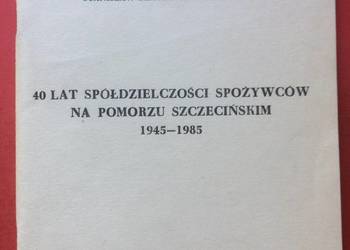 40 LAT SPÓŁDZIELCZOŚCI SPOŻYWCÓW
NA POMORZU SZCZECIŃSKIM
1945—1985